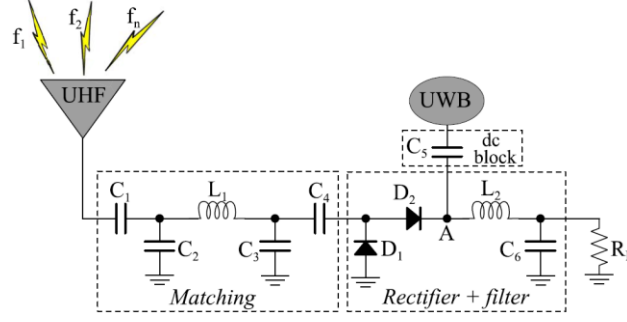 f1 f2 fn
UHF
UWB
C5
dc
block
C1
L1
C4
D2
L2
A
C2
C3
D1
C6
R
Matching
Rectifier + filter